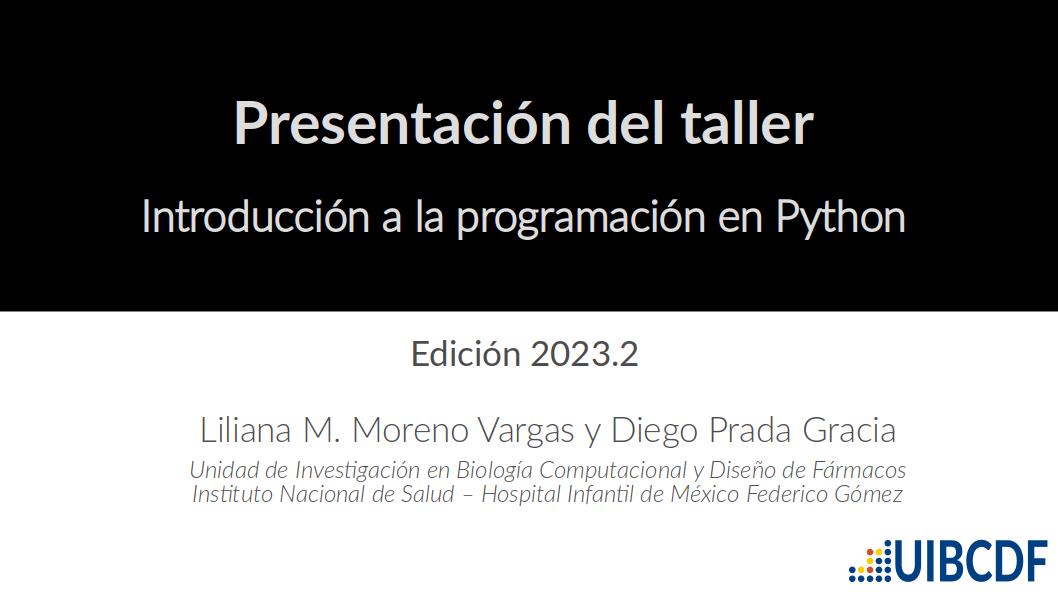 Presentación del taller
Introducción a la programación en Python
Edición 2023.2
Liliana M. Moreno Vargas y Diego Prada Gracia
Unidad de Investigación en Biología Computacional y Diseño de Fármacos
Instituto Nacional de Salud – Hospital Infantil de México Federico Gómez
UIBCDF